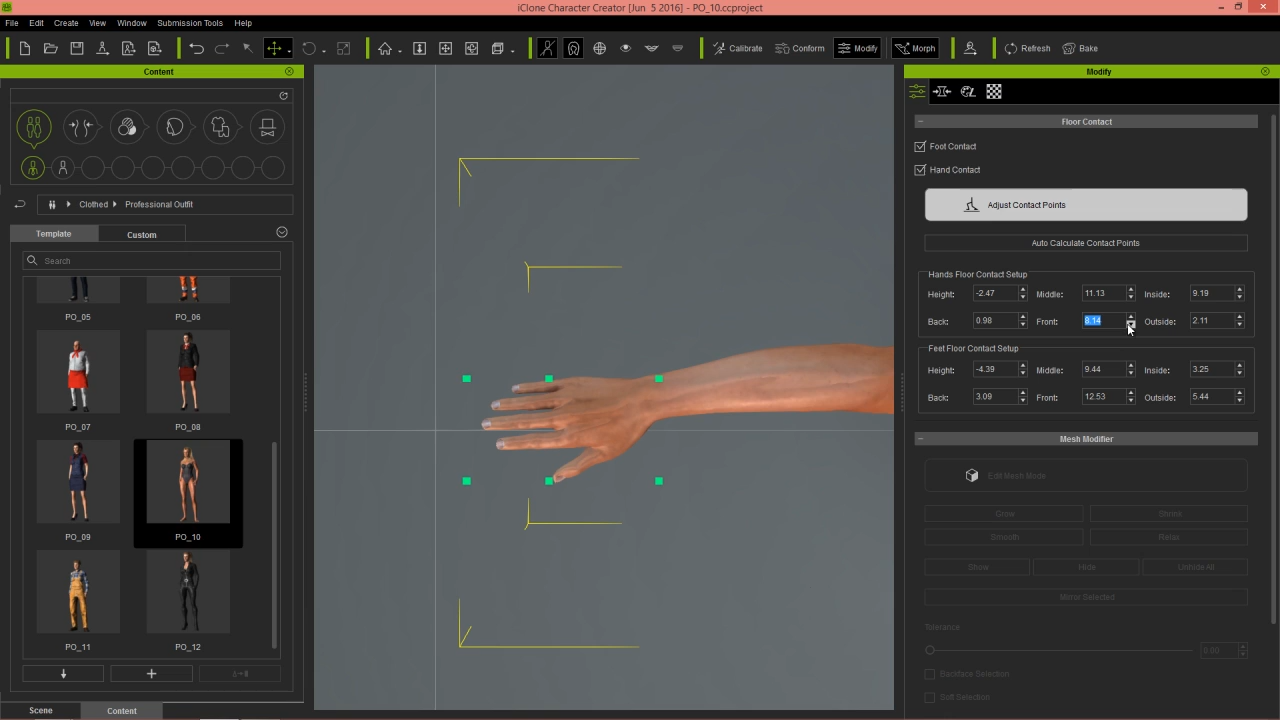 iClone Character Creator [Jun 5 2016] - PO_10.ccproject
File Edit Create View Window Submission Tools Help
Calibrate Conform Modify Morph Refresh Bake
Content
Clothed Professional Outfit
Template Custom
Search
PO_05 PO_06
PO_07 PO_08
PO_09 PO_10
PO_11 PO_12
Scene Content
Modify
Floor Contact
Foot Contact
Hand Contact
Adjust Contact Points
Auto Calculate Contact Points
Hands Floor Contact Setup
Height: -2.47 Middle: 11.13 Inside: 9.19
Back: 0.98 Front: 8.14 Outside: 2.11
Feet Floor Contact Setup
Height: -4.39 Middle: 9.44 Inside: 3.25
Back: 3.09 Front: 12.53 Outside: 5.44
Mesh Modifier
Edit Mesh Mode
Grow Shrink
Smooth Relax
Show Hide Unhide All
Mirror Selected
Tolerance
0.00
Backface Selection
Soft Selection